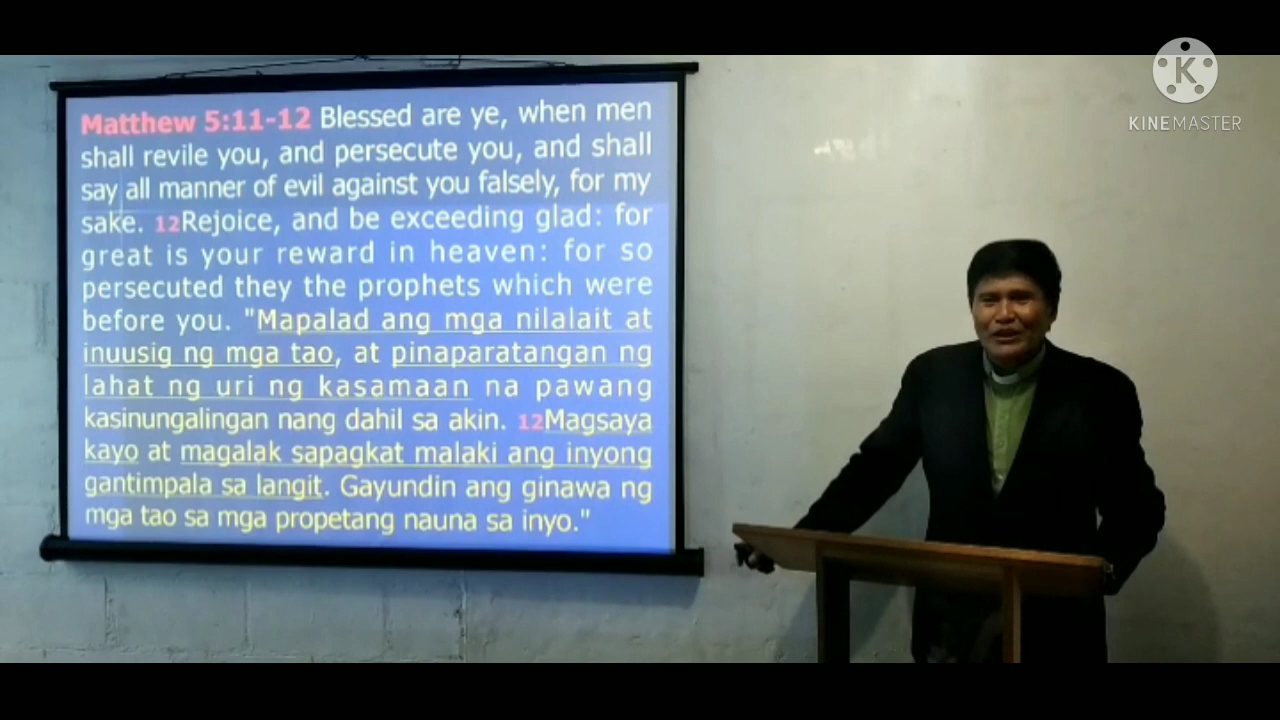 Matthew 5:11-12 Blessed are ye, when men
shall revile you, and persecute you, and shall
say all manner of evil against you falsely, for my
sake. 12Rejoice, and be exceeding glad: for
great is your reward in heaven: for so
persecuted they the prophets which were
before you. "Mapalad ang mga nilalait at
inuusig ng mga tao, at pinaparatangan ng
lahat ng uri ng kasamaan na pawang
kasinungalingan nang dahil sa akin. 12Magsaya
kayo at magalak sapagkat malaki ang inyong
gantimpala sa langit. Gayundin ang ginawa ng
mga tao sa mga propetang nauna sa inyo."
K
KINEMASTER